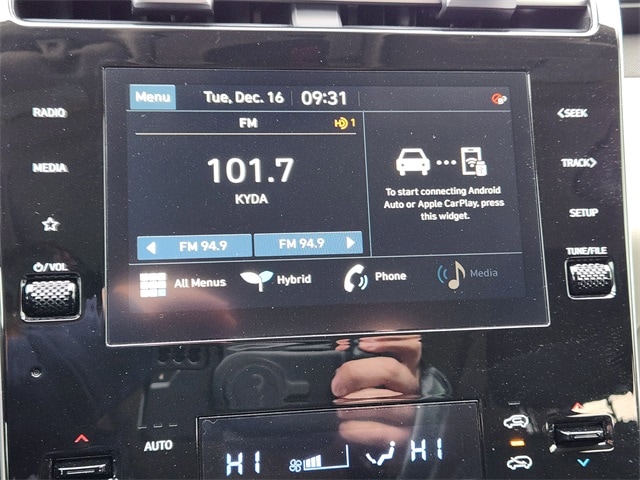 Menu Tue, Dec. 16 09:31
FM 1
101.7
KYDA
To start connecting Android
Auto or Apple CarPlay, press
this widget.
FM 94.9 FM 94.9
All Menus Hybrid Phone Media
RADIO
MEDIA
VOL
SEEK
TRACK
SETUP
TUNE/FILE
AUTO
HI HI